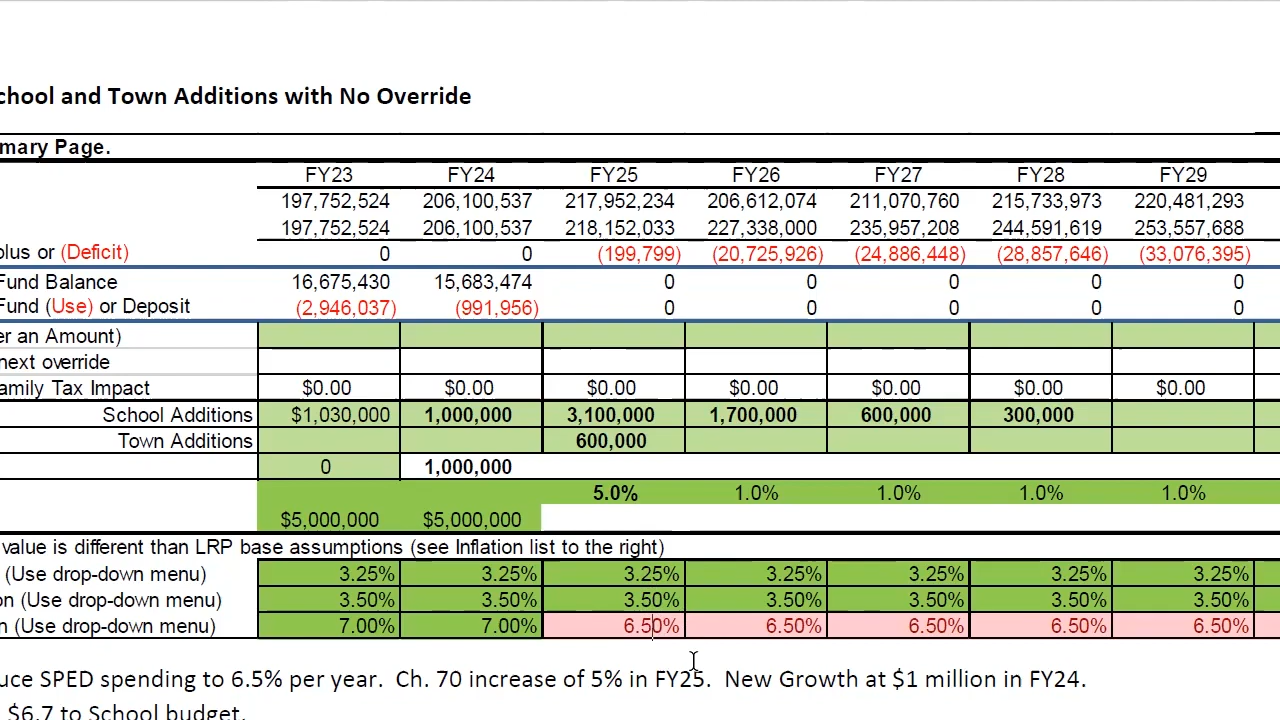 chool and Town Additions with No Override
mary Page.
FY23 FY24 FY25 FY26 FY27 FY28 FY29
197,752,524 206,100,537 217,952,234 206,612,074 211,070,760 215,733,973 220,481,293
197,752,524 206,100,537 218,152,033 227,338,000 235,957,208 244,591,619 253,557,688
plus or (Deficit) 0 0 (199,799) (20,725,926) (24,886,448) (28,857,646) (33,076,395)
Fund Balance 16,675,430 15,683,474 0 0 0 0 0
Fund (Use) or Deposit (2,946,037) (991,956) 0 0 0 0 0
er an Amount)
next override
amily Tax Impact $0.00 $0.00 $0.00 $0.00 $0.00 $0.00 $0.00
School Additions $1,030,000 1,000,000 3,100,000 1,700,000 600,000 300,000
Town Additions 600,000
0 1,000,000
5.0% 1.0% 1.0% 1.0% 1.0%
$5,000,000 $5,000,000
value is different than LRP base assumptions (see Inflation list to the right)
(Use drop-down menu) 3.25% 3.25% 3.25% 3.25% 3.25% 3.25% 3.25%
on (Use drop-down menu) 3.50% 3.50% 3.50% 3.50% 3.50% 3.50% 3.50%
n (Use drop-down menu) 7.00% 7.00% 6.50% 6.50% 6.50% 6.50% 6.50%
uce SPED spending to 6.5% per year. Ch. 70 increase of 5% in FY25. New Growth at $1 million in FY24.
$6.7 to School budget.